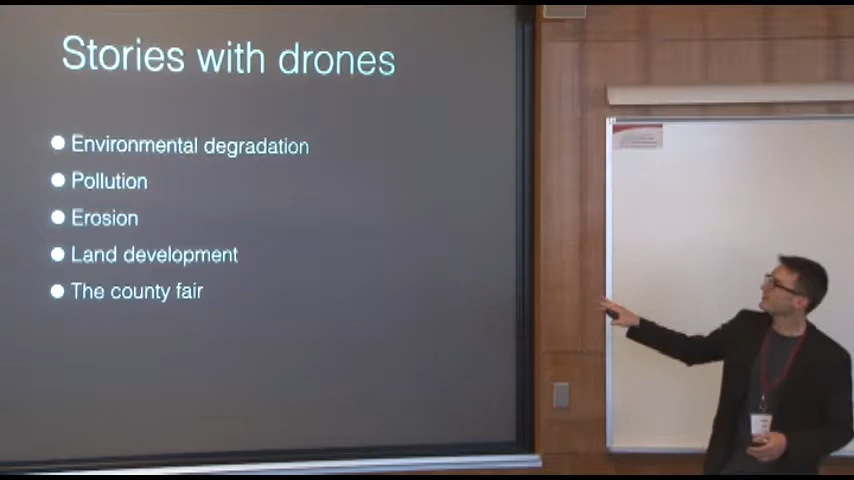 Stories with drones
Environmental degradation
Pollution
Erosion
Land development
The county fair